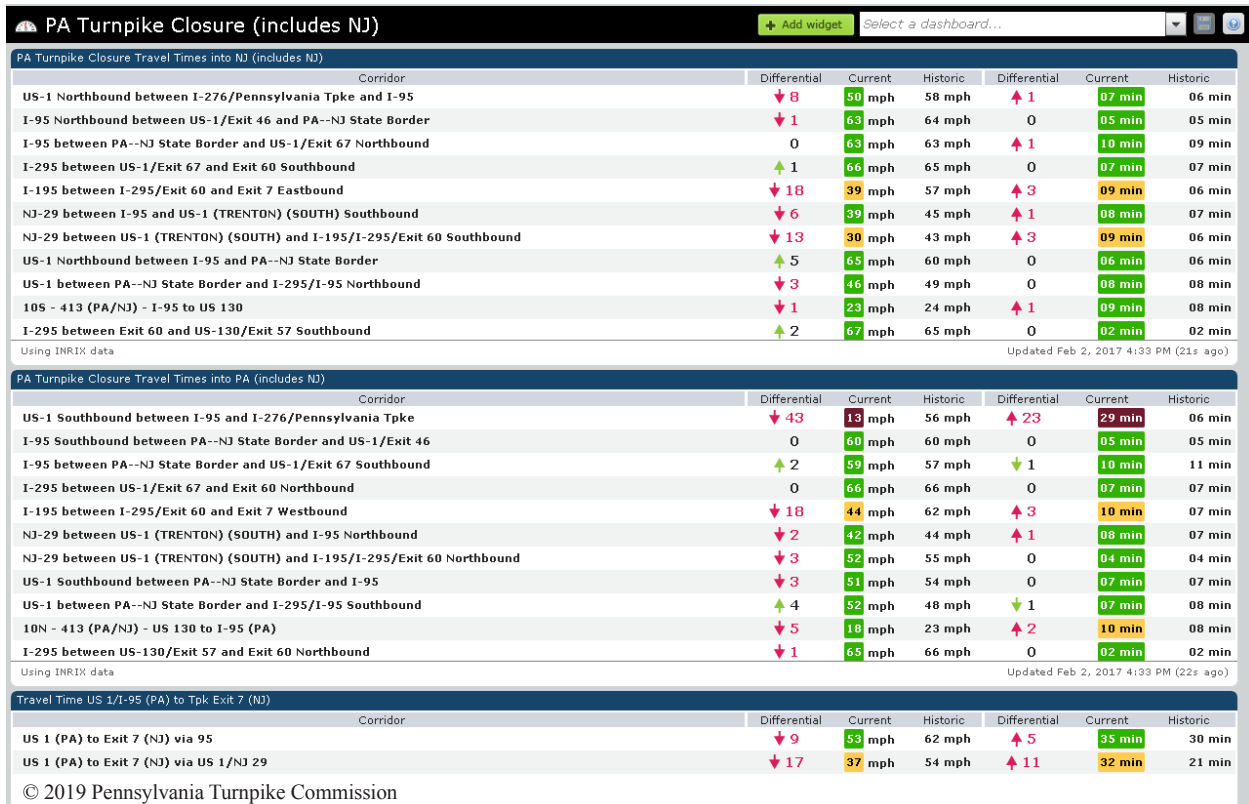 PA Turnpike Closure (includes NJ)
+ Add widget
Select a dashboard...
PA Turnpike Closure Travel Times into NJ (includes NJ)
Corridor Differential Current Historic Differential Current Historic
US-1 Northbound between I-276/Pennsylvania Tpke and I-95 8 50 mph 58 mph 1 07 min 06 min
I-95 Northbound between US-1/Exit 46 and PA--NJ State Border 1 63 mph 64 mph 0 05 min 05 min
I-95 between PA--NJ State Border and US-1/Exit 67 Northbound 0 63 mph 63 mph 1 10 min 09 min
I-295 between US-1/Exit 67 and Exit 60 Southbound 1 66 mph 65 mph 0 07 min 07 min
I-195 between I-295/Exit 60 and Exit 7 Eastbound 18 39 mph 57 mph 3 09 min 06 min
NJ-29 between I-95 and US-1 (TRENTON) (SOUTH) Southbound 6 39 mph 45 mph 1 08 min 07 min
NJ-29 between US-1 (TRENTON) (SOUTH) and I-195/I-295/Exit 60 Southbound 13 30 mph 43 mph 3 09 min 06 min
US-1 Northbound between I-95 and PA--NJ State Border 5 65 mph 60 mph 0 06 min 06 min
US-1 between PA--NJ State Border and I-295/I-95 Northbound 3 46 mph 49 mph 0 08 min 08 min
10S - 413 (PA/NJ) - I-95 to US 130 1 23 mph 24 mph 1 09 min 08 min
I-295 between Exit 60 and US-130/Exit 57 Southbound 2 67 mph 65 mph 0 02 min 02 min
Using INRIX data Updated Feb 2, 2017 4:33 PM (21s ago)
PA Turnpike Closure Travel Times into PA (includes NJ)
Corridor Differential Current Historic Differential Current Historic
US-1 Southbound between I-95 and I-276/Pennsylvania Tpke 43 13 mph 56 mph 23 29 min 06 min
I-95 Southbound between PA--NJ State Border and US-1/Exit 46 0 60 mph 60 mph 0 05 min 05 min
I-95 between PA--NJ State Border and US-1/Exit 67 Southbound 2 59 mph 57 mph 1 10 min 11 min
I-295 between US-1/Exit 67 and Exit 60 Northbound 0 66 mph 66 mph 0 07 min 07 min
I-195 between I-295/Exit 60 and Exit 7 Westbound 18 44 mph 62 mph 3 10 min 07 min
NJ-29 between US-1 (TRENTON) (SOUTH) and I-95 Northbound 2 42 mph 44 mph 1 08 min 07 min
NJ-29 between US-1 (TRENTON) (SOUTH) and I-195/I-295/Exit 60 Northbound 3 52 mph 55 mph 0 04 min 04 min
US-1 Southbound between PA--NJ State Border and I-95 3 51 mph 54 mph 0 07 min 07 min
US-1 between PA--NJ State Border and I-295/I-95 Southbound 4 52 mph 48 mph 1 07 min 08 min
10N - 413 (PA/NJ) - US 130 to I-95 (PA) 5 18 mph 23 mph 2 10 min 08 min
I-295 between US-130/Exit 57 and Exit 60 Northbound 1 65 mph 66 mph 0 02 min 02 min
Using INRIX data Updated Feb 2, 2017 4:33 PM (22s ago)
Travel Time US 1/I-95 (PA) to Tpk Exit 7 (NJ)
Corridor Differential Current Historic Differential Current Historic
US 1 (PA) to Exit 7 (NJ) via 95 9 53 mph 62 mph 5 35 min 30 min
US 1 (PA) to Exit 7 (NJ) via US 1/NJ 29 17 37 mph 54 mph 11 32 min 21 min
© 2019 Pennsylvania Turnpike Commission